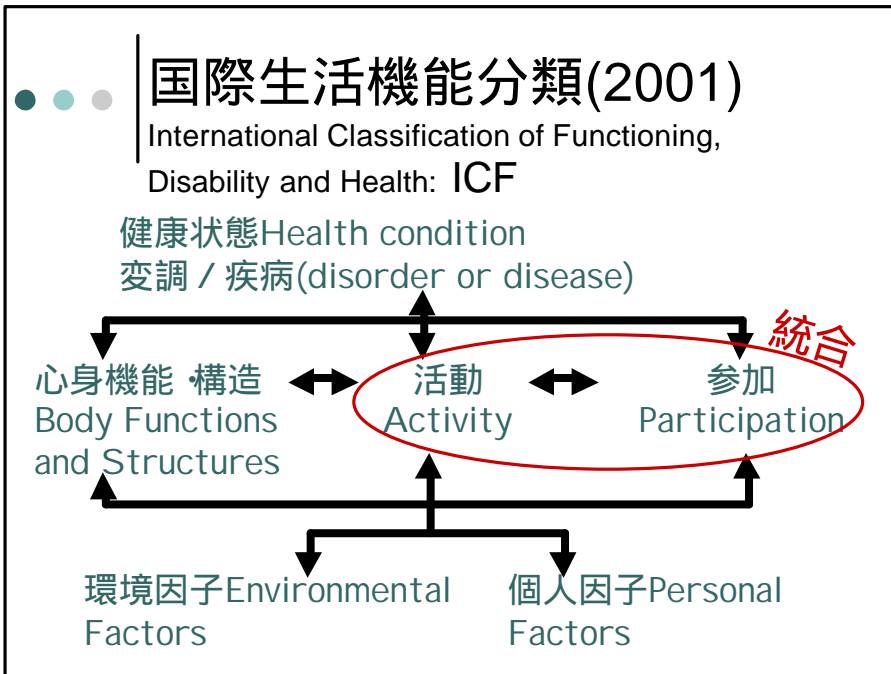 国際生活機能分類(2001)
International Classification of Functioning,
Disability and Health: ICF
健康状態Health condition
変調／疾病(disorder or disease)
統合
心身機能・構造
Body Functions
and Structures
活動
Activity
参加
Participation
環境因子Environmental
Factors
個人因子Personal
Factors